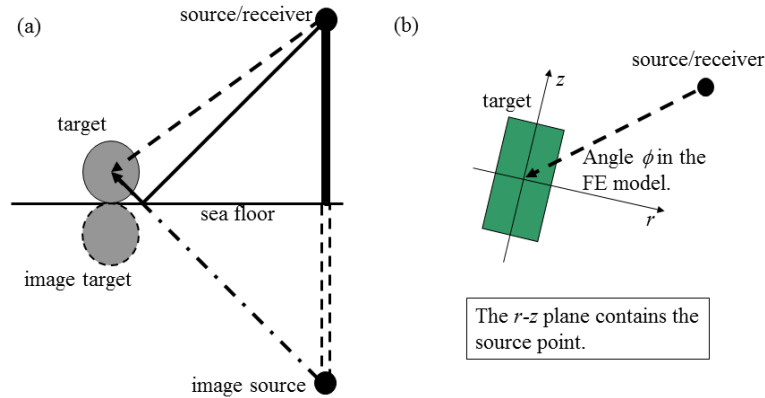 (a)
source/receiver
target
sea floor
image target
image source
(b)
source/receiver
target
z
Angle ϕ in the
FE model.
r
The r-z plane contains the
source point.